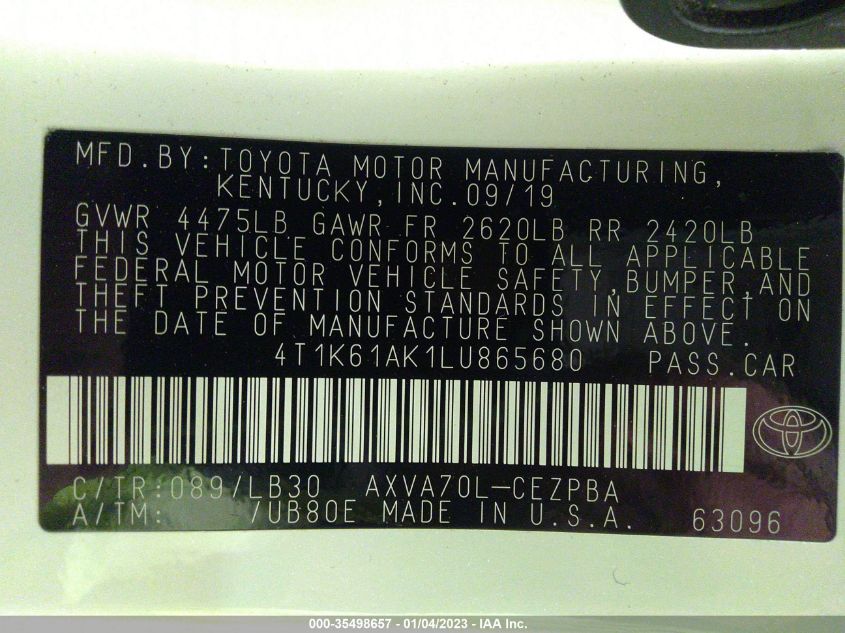 MFD.BY:TOYOTA MOTOR MANUFACTURING,
KENTUCKY,INC.09/19
GVWR 4475LB GAWR FR 2620LB RR 2420LB
THIS VEHICLE CONFORMS TO ALL APPLICABLE
FEDERAL MOTOR VEHICLE SAFETY,BUMPER,AND
THEFT PREVENTION STANDARDS IN EFFECT ON
THE DATE OF MANUFACTURE SHOWN ABOVE.
4T1K61AK1LU865680 PASS.CAR
C/TR:089/LB30 AXVA70L-CEZPBA
A/TM: /UB80E MADE IN U.S.A. 63096
000-35498657 - 01/04/2023 - IAA Inc.